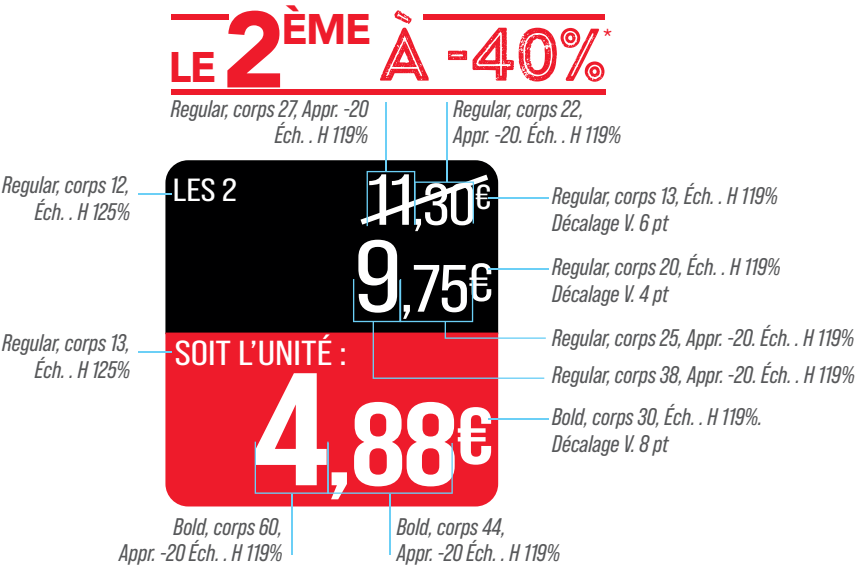 LE 2ÈME À -40%*
Regular, corps 27, Appr. -20
Éch. . H 119%
Regular, corps 22,
Appr. -20. Éch. . H 119%
Regular, corps 12,
Éch. . H 125%
LES 2
11,30€
Regular, corps 13, Éch. . H 119%
Décalage V. 6 pt
9,75€
Regular, corps 20, Éch. . H 119%
Décalage V. 4 pt
Regular, corps 25, Appr. -20. Éch. . H 119%
Regular, corps 13,
Éch. . H 125%
SOIT L'UNITÉ :
Regular, corps 38, Appr. -20. Éch. . H 119%
4,88€
Bold, corps 30, Éch. . H 119%.
Décalage V. 8 pt
Bold, corps 60,
Appr. -20 Éch. . H 119%
Bold, corps 44,
Appr. -20 Éch. . H 119%